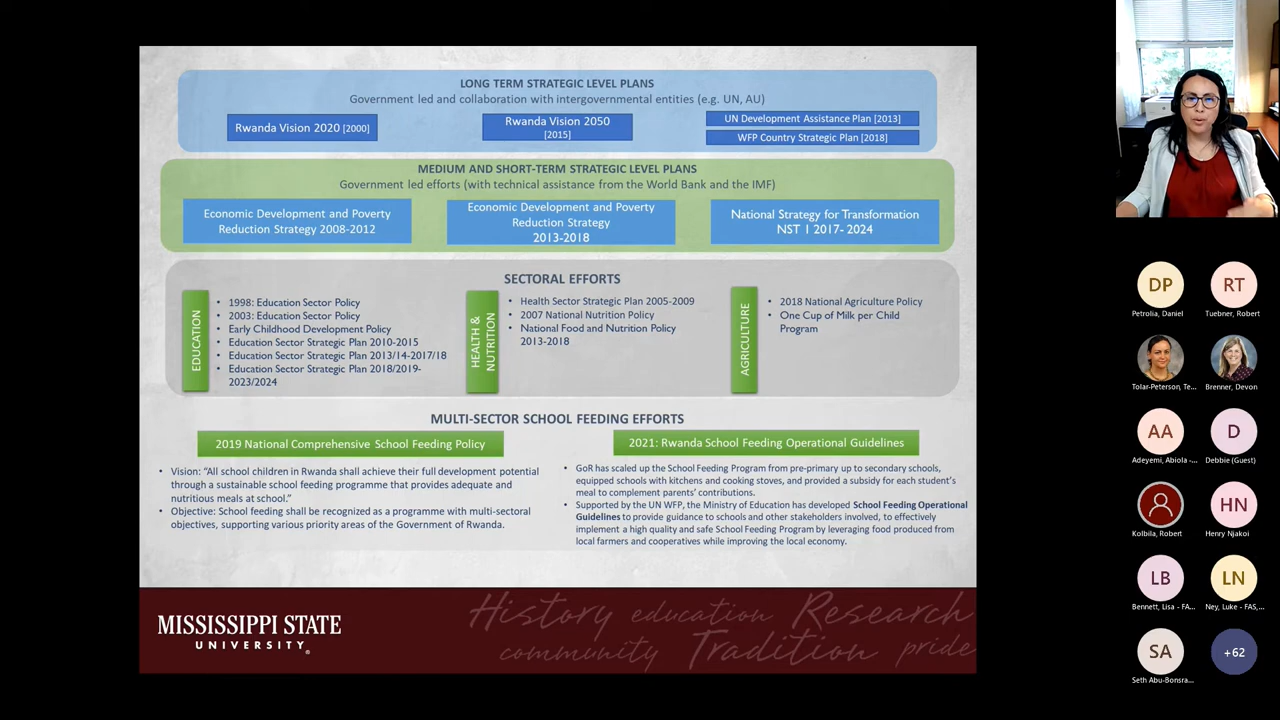 LONG TERM STRATEGIC LEVEL PLANS
Government led and collaboration with intergovernmental entities (e.g. UN, AU)
Rwanda Vision 2020 [2000]
Rwanda Vision 2050
[2015]
UN Development Assistance Plan [2013]
WFP Country Strategic Plan [2018]
MEDIUM AND SHORT-TERM STRATEGIC LEVEL PLANS
Government led efforts (with technical assistance from the World Bank and the IMF)
Economic Development and Poverty
Reduction Strategy 2008-2012
Economic Development and Poverty
Reduction Strategy
2013-2018
National Strategy for Transformation
NST 1 2017- 2024
SECTORAL EFFORTS
EDUCATION
• 1998: Education Sector Policy
• 2003: Education Sector Policy
• Early Childhood Development Policy
• Education Sector Strategic Plan 2010-2015
• Education Sector Strategic Plan 2013/14-2017/18
• Education Sector Strategic Plan 2018/2019-
2023/2024
HEALTH &
NUTRITION
• Health Sector Strategic Plan 2005-2009
• 2007 National Nutrition Policy
• National Food and Nutrition Policy
2013-2018
AGRICULTURE
• 2018 National Agriculture Policy
• One Cup of Milk per Child
Program
MULTI-SECTOR SCHOOL FEEDING EFFORTS
2019 National Comprehensive School Feeding Policy
• Vision: “All school children in Rwanda shall achieve their full development potential
through a sustainable school feeding programme that provides adequate and
nutritious meals at school.”
• Objective: School feeding shall be recognized as a programme with multi-sectoral
objectives, supporting various priority areas of the Government of Rwanda.
2021: Rwanda School Feeding Operational Guidelines
• GoR has scaled up the School Feeding Program from pre-primary up to secondary schools,
equipped schools with kitchens and cooking stoves, and provided a subsidy for each student’s
meal to complement parents’ contributions.
• Supported by the UN WFP, the Ministry of Education has developed School Feeding Operational
Guidelines to provide guidance to schools and other stakeholders involved, to effectively
implement a high quality and safe School Feeding Program by leveraging food produced from
local farmers and cooperatives while improving the local economy.
MISSISSIPPI STATE
UNIVERSITY®
History education Research
community Tradition pride
DP
RT
Petrolia, Daniel
Tuebner, Robert
Tolar-Peterson, Te...
Brenner, Devon
AA
D
Adeyemi, Abiola -...
Debbie (Guest)
HN
Kolbila, Robert
Henry Njakoi
LB
LN
Bennett, Lisa - FA...
Ney, Luke - FAS,...
SA
+62
Seth Abu-Bonsra...